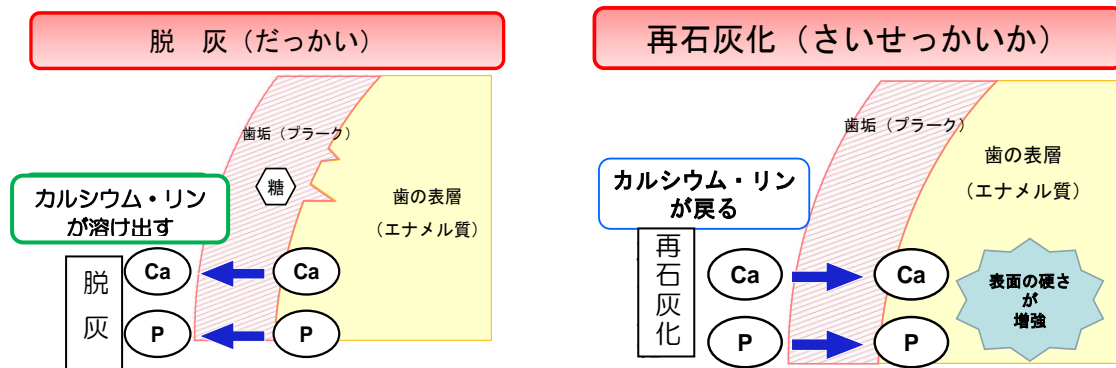 脱 灰（だっかい）
歯垢（プラーク）
糖
歯の表層
（エナメル質）
カルシウム・リン
が溶け出す
脱灰
Ca
Ca
P
P
再石灰化（さいせっかいか）
歯垢（プラーク）
歯の表層
（エナメル質）
カルシウム・リン
が戻る
再石灰化
Ca
Ca
P
P
表面の硬さ
が
増強